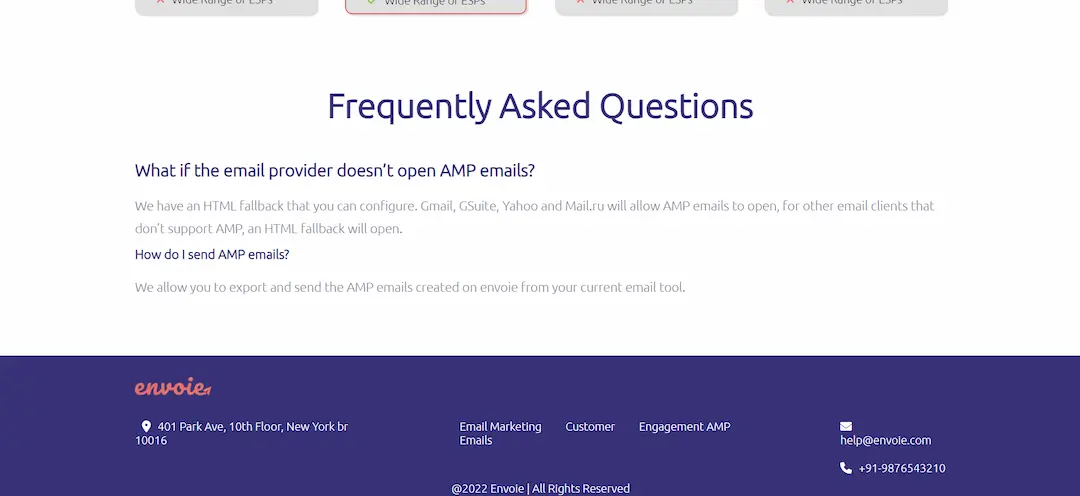 Wide Range of ESPs Wide Range of ESPs Wide Range of ESPs Wide Range of ESPs
Frequently Asked Questions
What if the email provider doesn't open AMP emails?
We have an HTML fallback that you can configure. Gmail, GSuite, Yahoo and Mail.ru will allow AMP emails to open, for other email clients that
don't support AMP, an HTML fallback will open.
How do I send AMP emails?
We allow you to export and send the AMP emails created on envoie from your current email tool.
envoie
401 Park Ave, 10th Floor, New York br
10016
Email Marketing Customer Engagement AMP
Emails
help@envoie.com
+91-9876543210
@2022 Envoie | All Rights Reserved